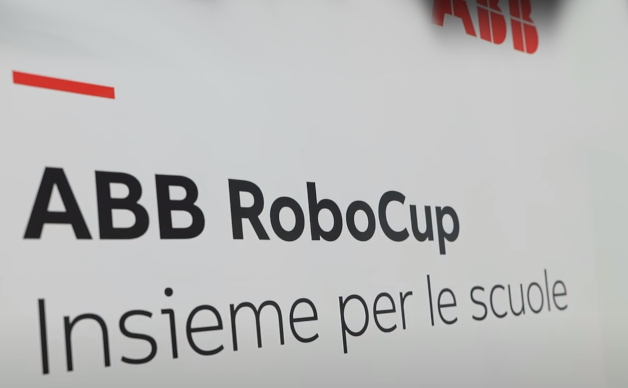 ABB
ABB RoboCup
Insieme per le scuole